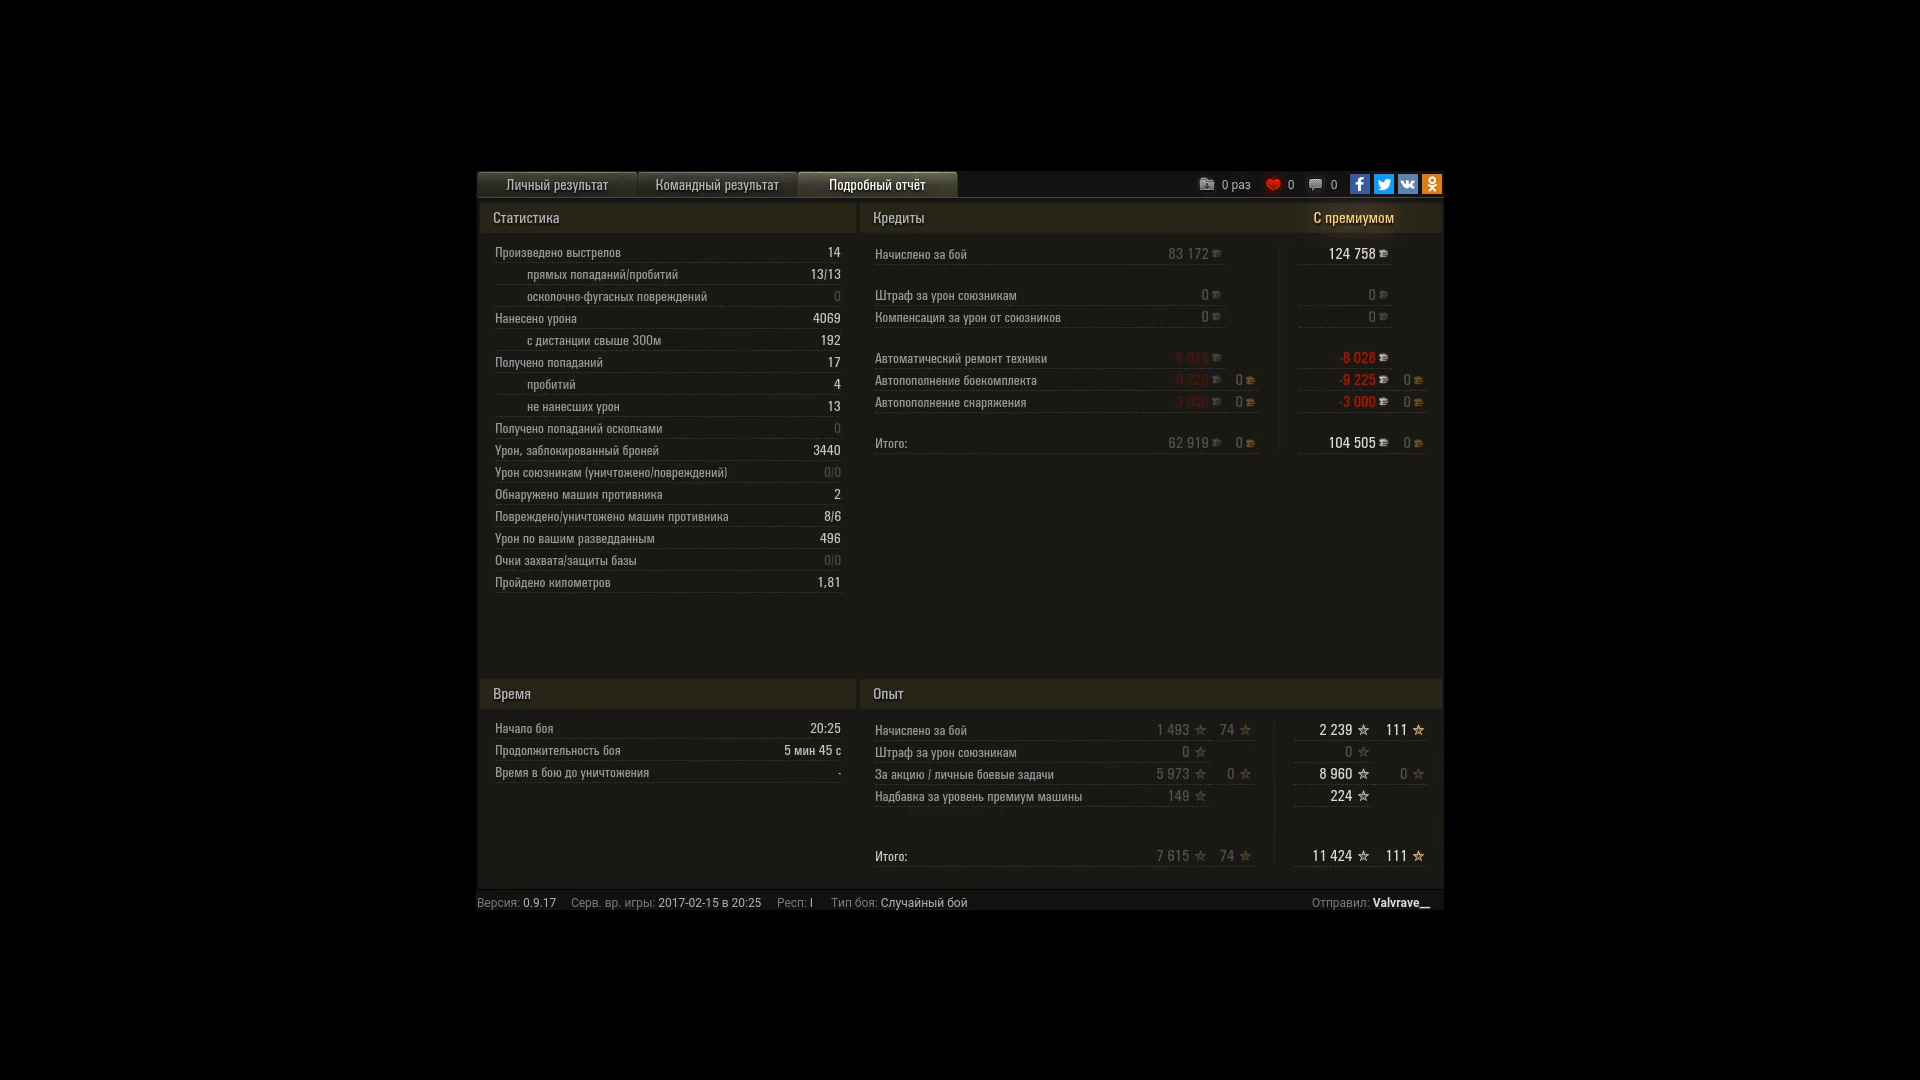 Личный результат Командный результат Подробный отчёт 0 раз 0 0
Статистика
Произведено выстрелов 14
прямых попаданий/пробитий 13/13
осколочно-фугасных повреждений 0
Нанесено урона 4069
с дистанции свыше 300м 192
Получено попаданий 17
пробитий 4
не нанесших урон 13
Получено попаданий осколками 0
Урон, заблокированный броней 3440
Урон союзникам (уничтожено/повреждений) 0/0
Обнаружено машин противника 2
Повреждено/уничтожено машин противника 8/6
Урон по вашим разведданным 496
Очки захвата/защиты базы 0/0
Пройдено километров 1,81
Кредиты С премиумом
Начислено за бой 83 172 124 758
Штраф за урон союзникам 0 0
Компенсация за урон от союзников 0 0
Автоматический ремонт техники -8 028 -8 028
Автопополнение боекомплекта -9 225 0 -9 225 0
Автопополнение снаряжения -3 000 0 -3 000 0
Итого: 62 919 0 104 505 0
Время
Начало боя 20:25
Продолжительность боя 5 мин 45 с
Время в бою до уничтожения -
Опыт
Начислено за бой 1 493 74 2 239 111
Штраф за урон союзникам 0 0
За акцию / личные боевые задачи 5 973 0 8 960 0
Надбавка за уровень премиум машины 149 224
Итого: 7 615 74 11 424 111
Версия: 0.9.17 Серв. вр. игры: 2017-02-15 в 20:25 Респ: I Тип боя: Случайный бой Отправил: Valvrave__